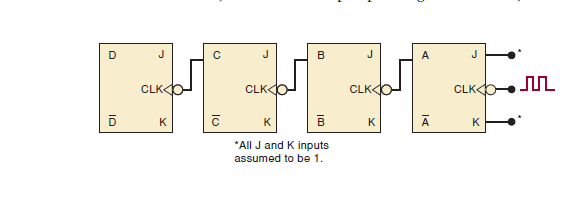 D J C J B J A J *
CLK CLK CLK CLK
D̅ K C̅ K B̅ K A̅ K *
*All J and K inputs
assumed to be 1.